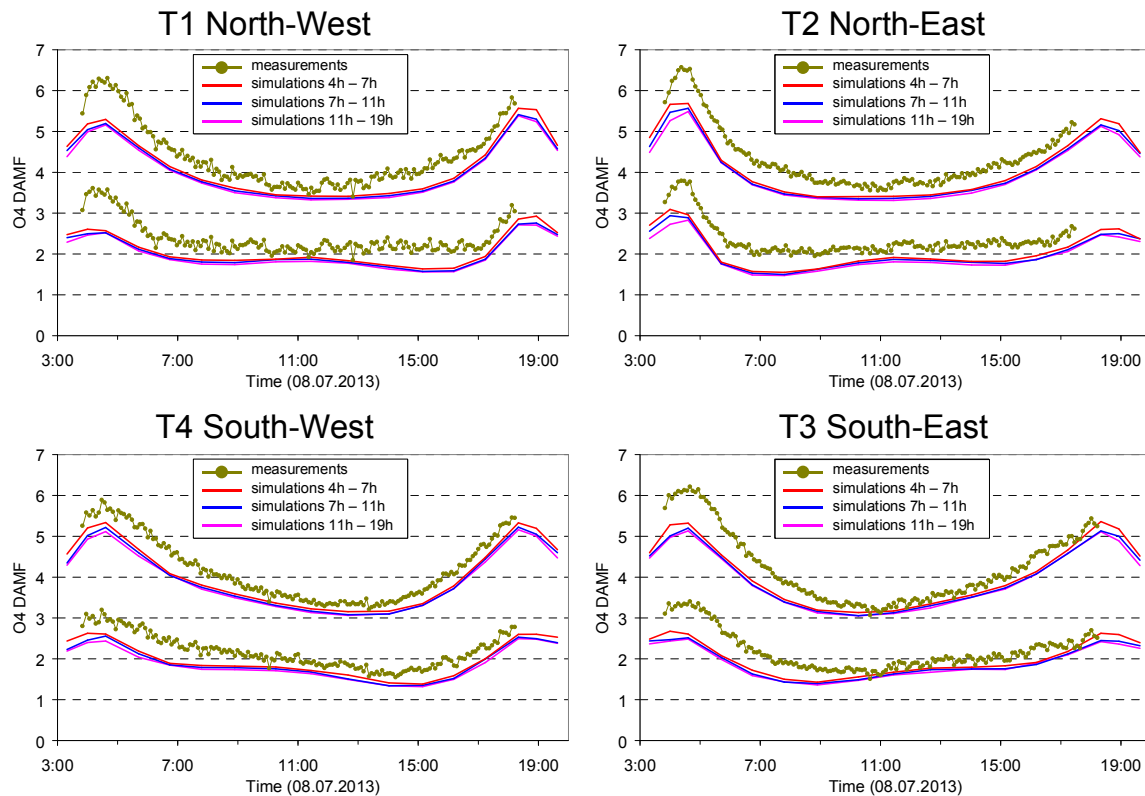 T1 North-West
7
6
5
4
3
2
1
0
O4 DAMF
measurements
simulations 4h – 7h
simulations 7h – 11h
simulations 11h – 19h
3:00 7:00 11:00 15:00 19:00
Time (08.07.2013)
T2 North-East
7
6
5
4
3
2
1
0
O4 DAMF
measurements
simulations 4h – 7h
simulations 7h – 11h
simulations 11h – 19h
3:00 7:00 11:00 15:00 19:00
Time (08.07.2013)
T4 South-West
7
6
5
4
3
2
1
0
O4 DAMF
measurements
simulations 4h – 7h
simulations 7h – 11h
simulations 11h – 19h
3:00 7:00 11:00 15:00 19:00
Time (08.07.2013)
T3 South-East
7
6
5
4
3
2
1
0
O4 DAMF
measurements
simulations 4h – 7h
simulations 7h – 11h
simulations 11h – 19h
3:00 7:00 11:00 15:00 19:00
Time (08.07.2013)